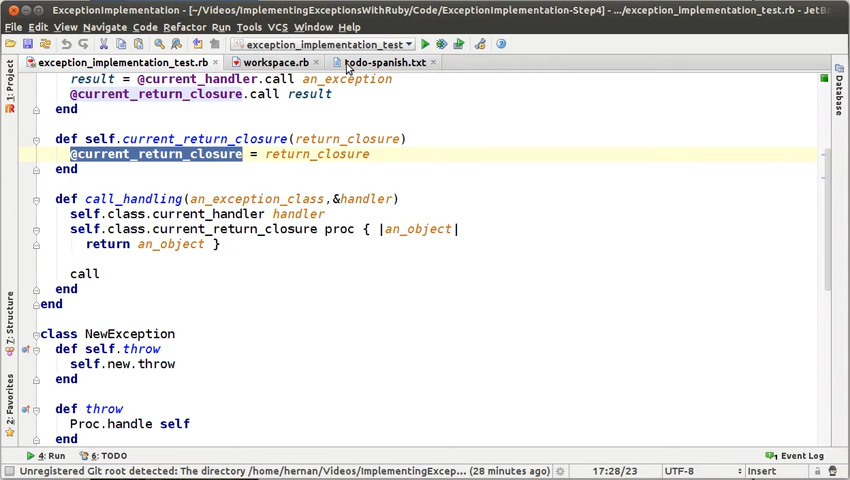 ExceptionImplementation - [~/Videos/ImplementingExceptionsWithRuby/Code/ExceptionImplementation-Step4] - .../exception_implementation_test.rb - JetB
File Edit View Navigate Code Refactor Run Tools VCS Window Help
exception_implementation_test
exception_implementation_test.rb workspace.rb todo-spanish.txt
1: Project
Database
result = @current_handler.call an_exception
@current_return_closure.call result
end
def self.current_return_closure(return_closure)
@current_return_closure = return_closure
end
def call_handling(an_exception_class,&handler)
self.class.current_handler handler
self.class.current_return_closure proc { |an_object|
return an_object }
call
end
end
class NewException
def self.throw
self.new.throw
end
def throw
Proc.handle self
end
7: Structure
2: Favorites
4: Run 6: TODO Event Log
Unregistered Git root detected: The directory /home/hernan/Videos/ImplementingExcep... (28 minutes ago) 17:28/23 UTF-8 Insert